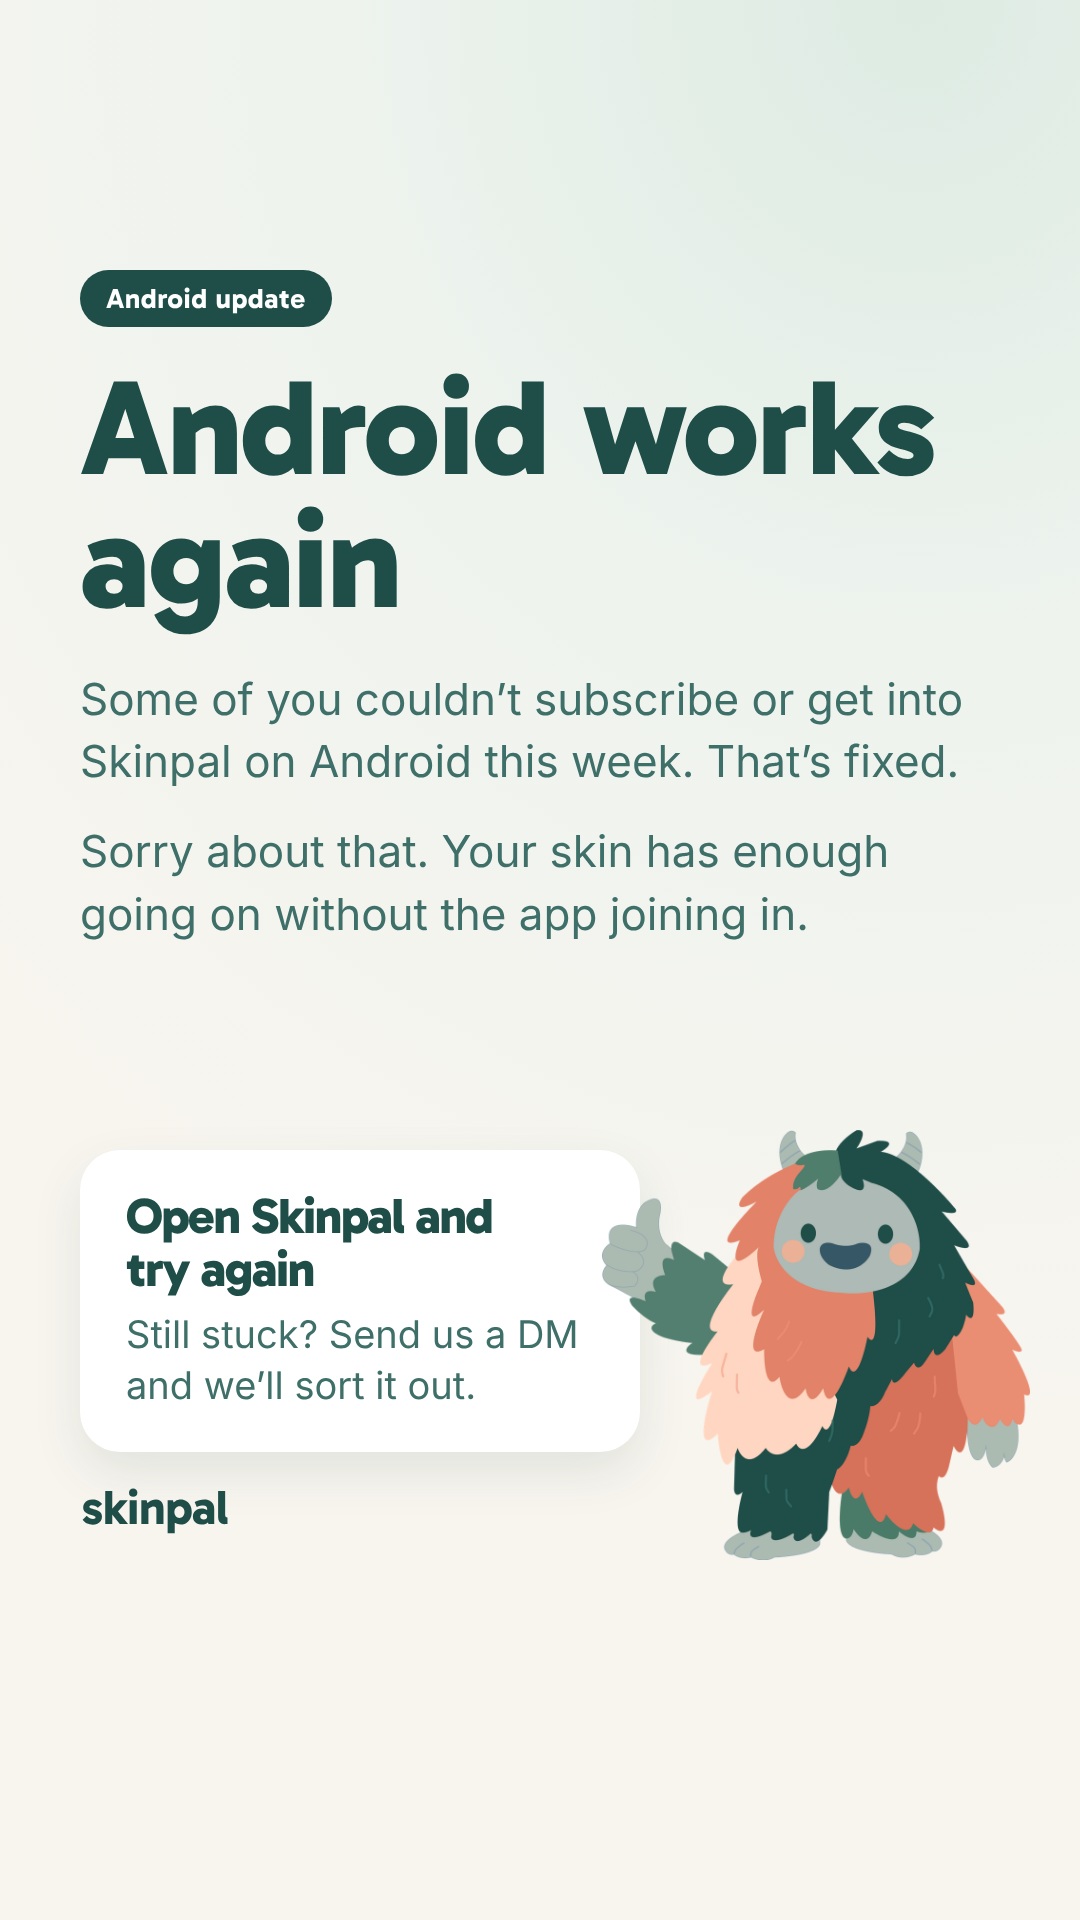 Android update
Android works
again
Some of you couldn’t subscribe or get into
Skinpal on Android this week. That’s fixed.
Sorry about that. Your skin has enough
going on without the app joining in.
Open Skinpal and
try again
Still stuck? Send us a DM
and we’ll sort it out.
skinpal